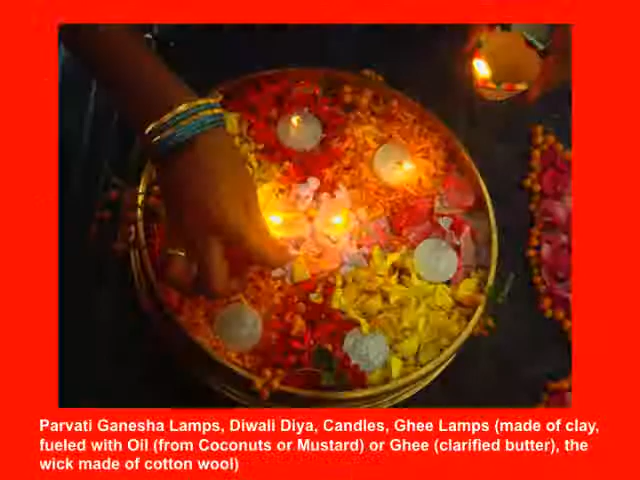 Parvati Ganesha Lamps, Diwali Diya, Candles, Ghee Lamps (made of clay,
fueled with Oil (from Coconuts or Mustard) or Ghee (clarified butter), the
wick made of cotton wool)